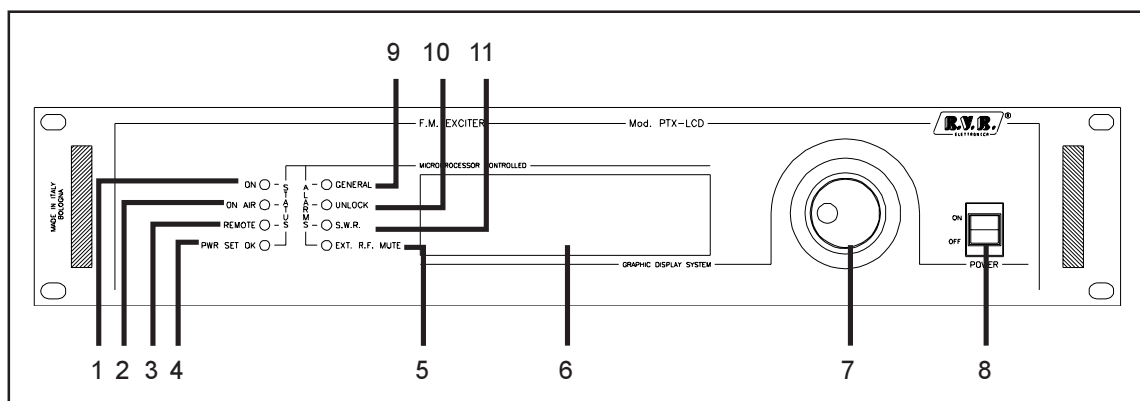 9 10 11
F.M. EXCITER Mod. PTX-LCD R.V.R. ®
ELETTRONICA
MICROPROCESSOR CONTROLLED
MADE IN ITALY
BOLOGNA
STATUS
ALARMS
ON GENERAL
ON AIR UNLOCK
REMOTE S.W.R.
PWR SET OK EXT. R.F. MUTE
GRAPHIC DISPLAY SYSTEM
ON
OFF
POWER
1 2 3 4 5 6 7 8